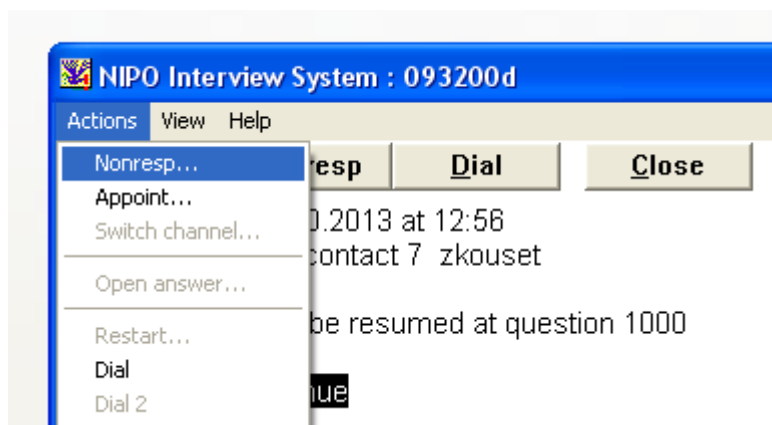 NIPO Interview System : 093200d
Actions View Help
Nonresp...
resp Dial Close
Appoint...
0.2013 at 12:56
Switch channel...
contact 7 zkouset
Open answer...
be resumed at question 1000
Restart...
Dial
nue
Dial 2